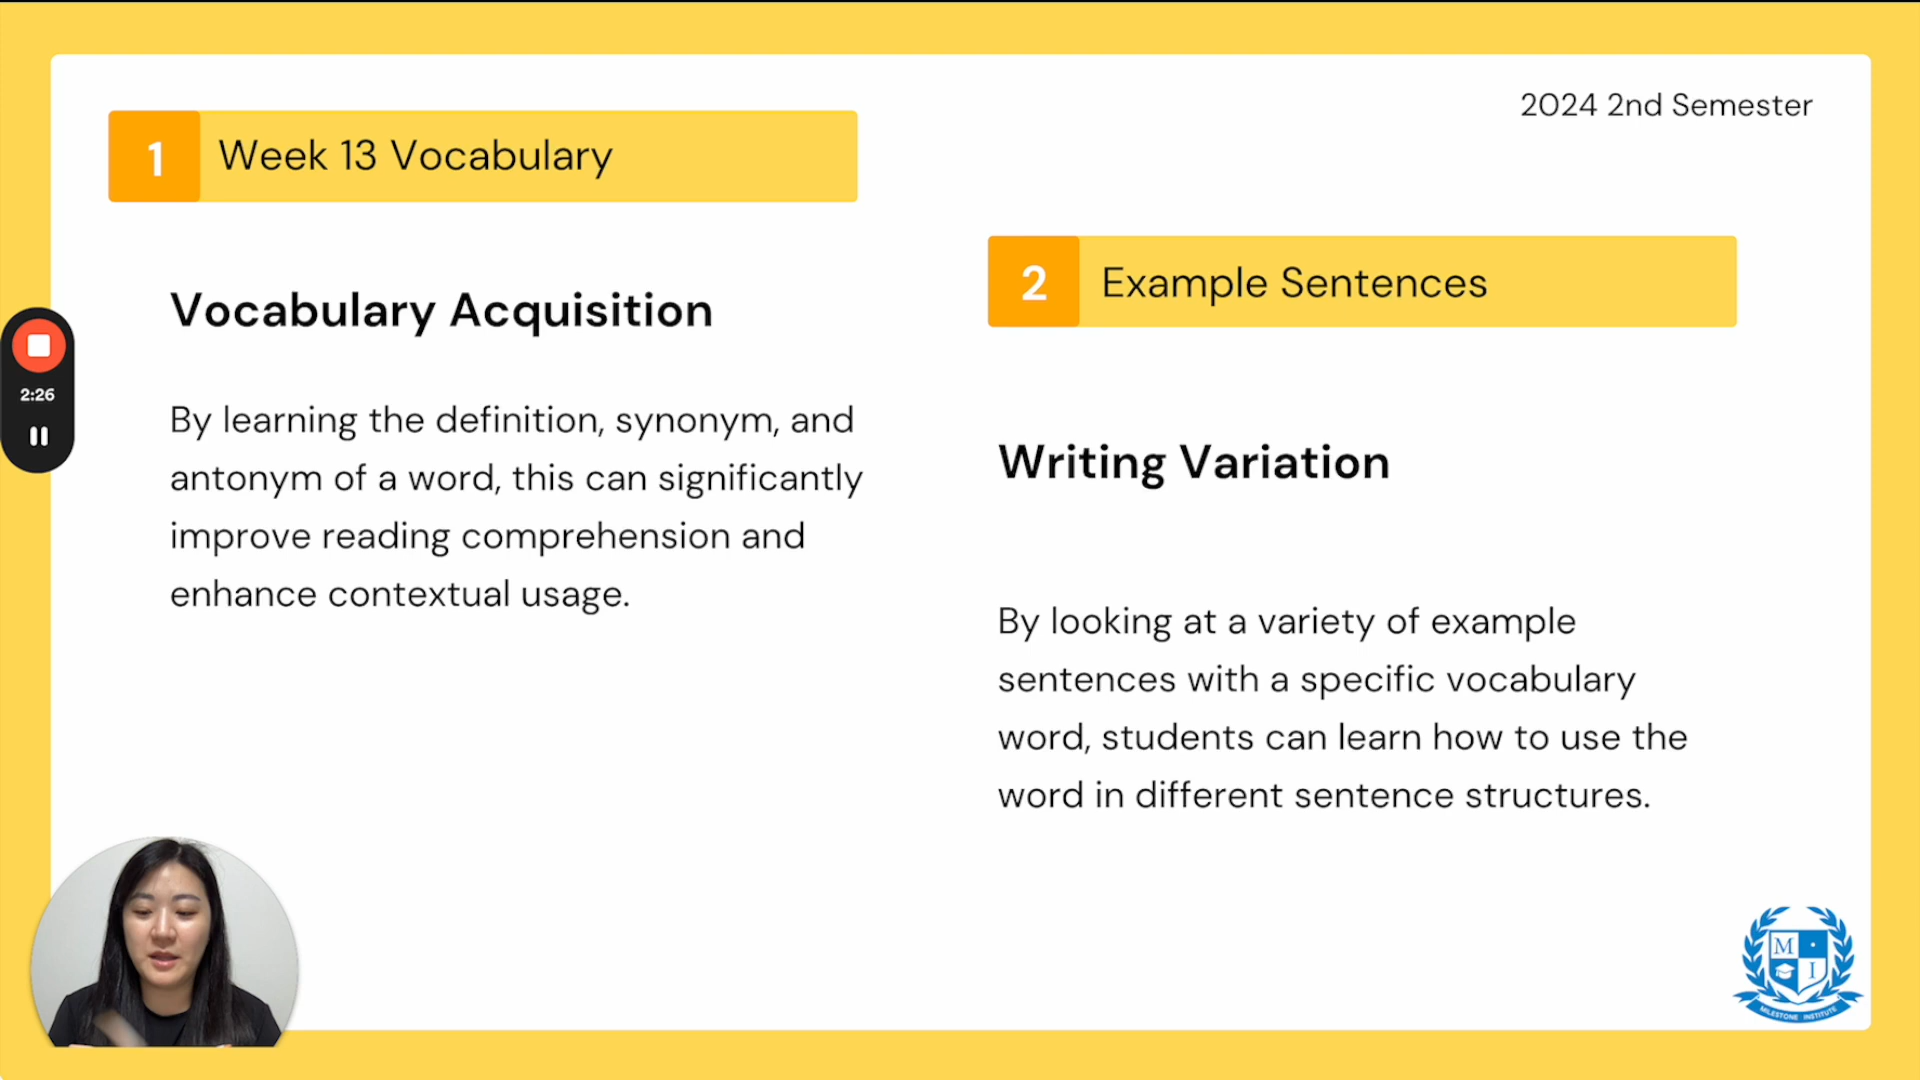 2024 2nd Semester
1 Week 13 Vocabulary
Vocabulary Acquisition
By learning the definition, synonym, and
antonym of a word, this can significantly
improve reading comprehension and
enhance contextual usage.
2 Example Sentences
Writing Variation
By looking at a variety of example
sentences with a specific vocabulary
word, students can learn how to use the
word in different sentence structures.
2:26
M
I
MILESTONE INSTITUTE